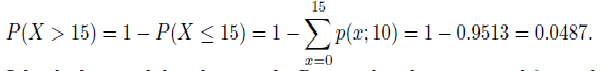 P(X > 15) = 1 − P(X ≤ 15) = 1 − ∑_{x=0}^{15} p(x; 10) = 1 − 0.9513 = 0.0487.